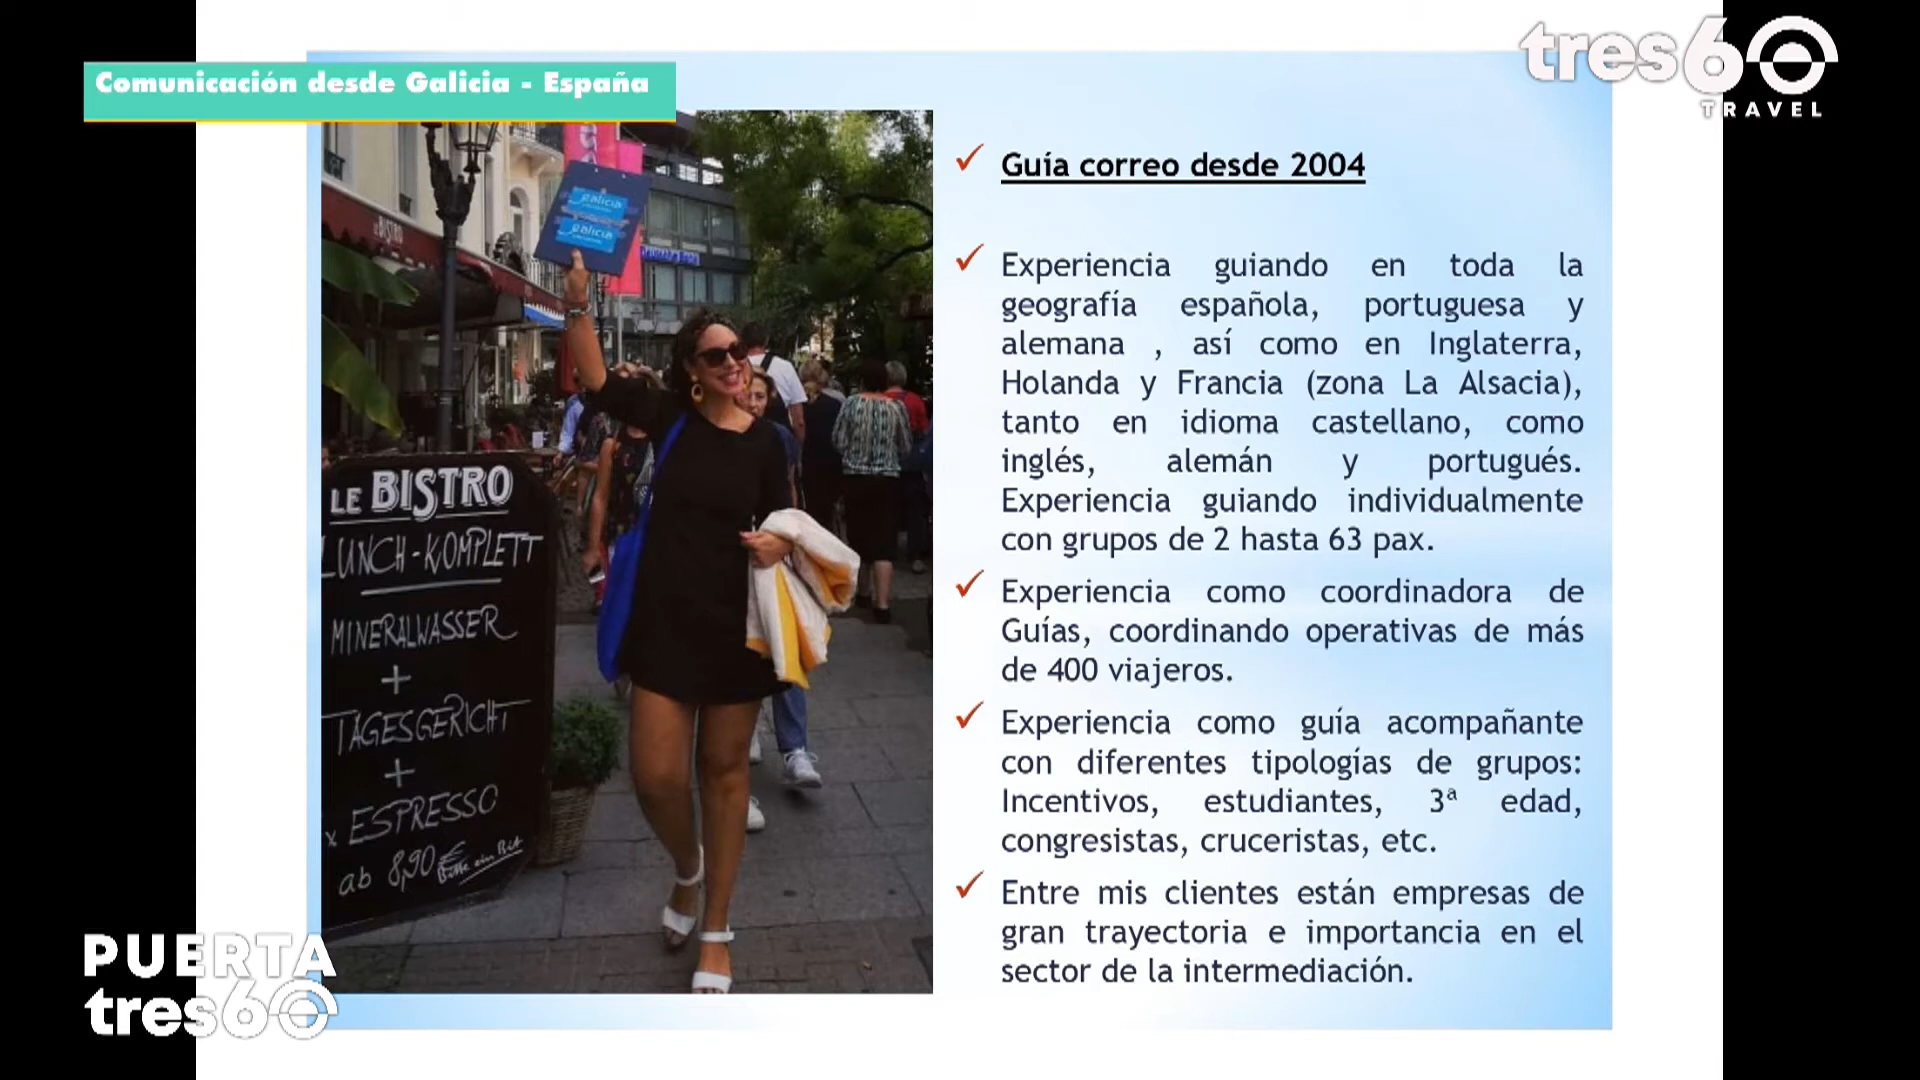 Comunicación desde Galicia - España
tres60
TRAVEL
galicia
galicia
BISTRO
Deutsche Bank
LE BISTRO
LUNCH-KOMPLETT
MINERALWASSER
+
TAGESGERICHT
+
x ESPRESSO
ab 8,90€
Guía correo desde 2004
Experiencia guiando en toda la
geografía española, portuguesa y
alemana , así como en Inglaterra,
Holanda y Francia (zona La Alsacia),
tanto en idioma castellano, como
inglés, alemán y portugués.
Experiencia guiando individualmente
con grupos de 2 hasta 63 pax.
Experiencia como coordinadora de
Guías, coordinando operativas de más
de 400 viajeros.
Experiencia como guía acompañante
con diferentes tipologías de grupos:
Incentivos, estudiantes, 3ª edad,
congresistas, cruceristas, etc.
Entre mis clientes están empresas de
gran trayectoria e importancia en el
sector de la intermediación.
PUERTA
tres60